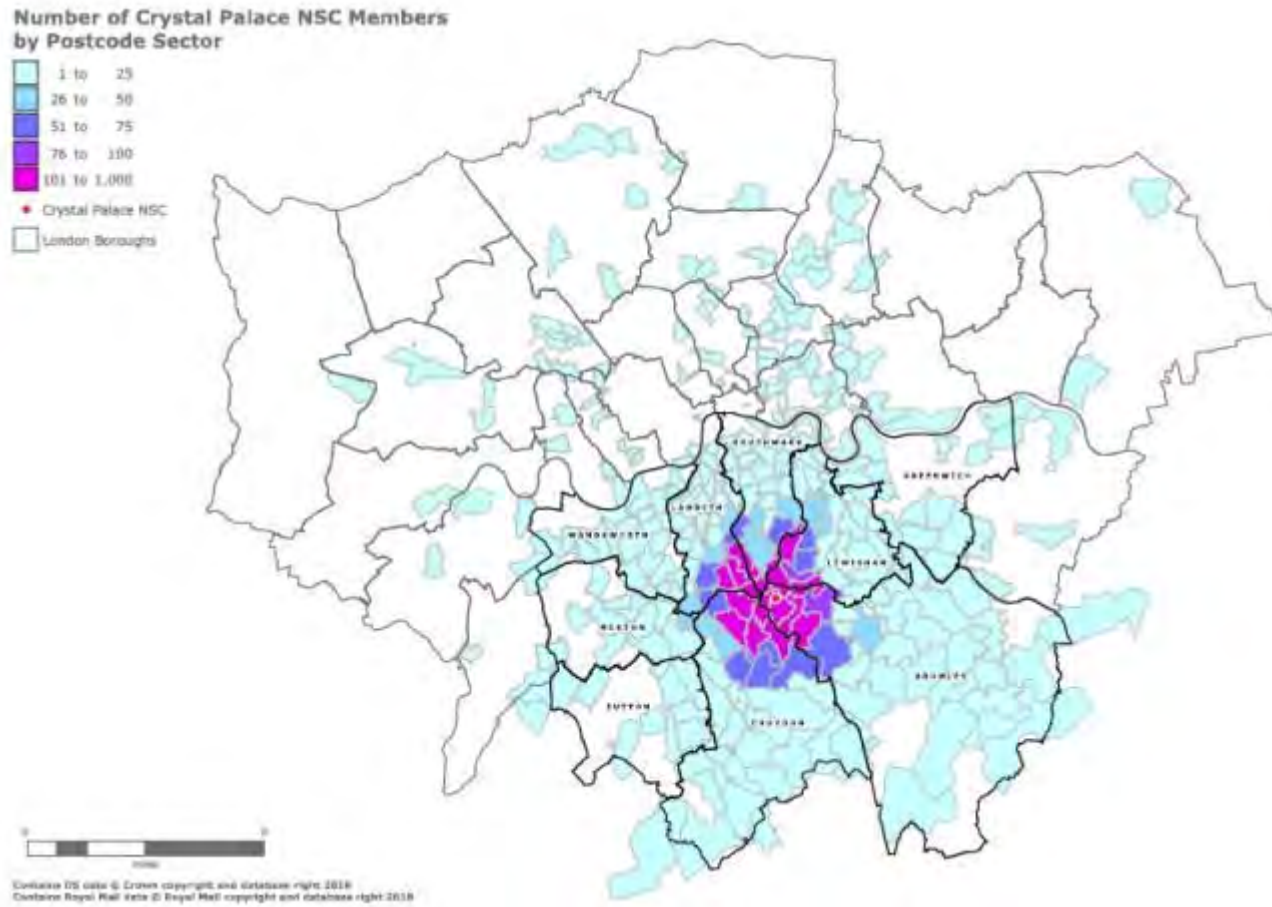 Number of Crystal Palace NSC Members
by Postcode Sector
1 to 25
26 to 50
51 to 75
76 to 100
101 to 1,000
Crystal Palace NSC
London Boroughs
SOUTHWARK
GREENWICH
LAMBETH
WANDSWORTH
LEWISHAM
MERTON
BROMLEY
SUTTON
CROYDON
0
miles
Contains OS data © Crown copyright and database right 2018
Contains Royal Mail data © Royal Mail copyright and database right 2018